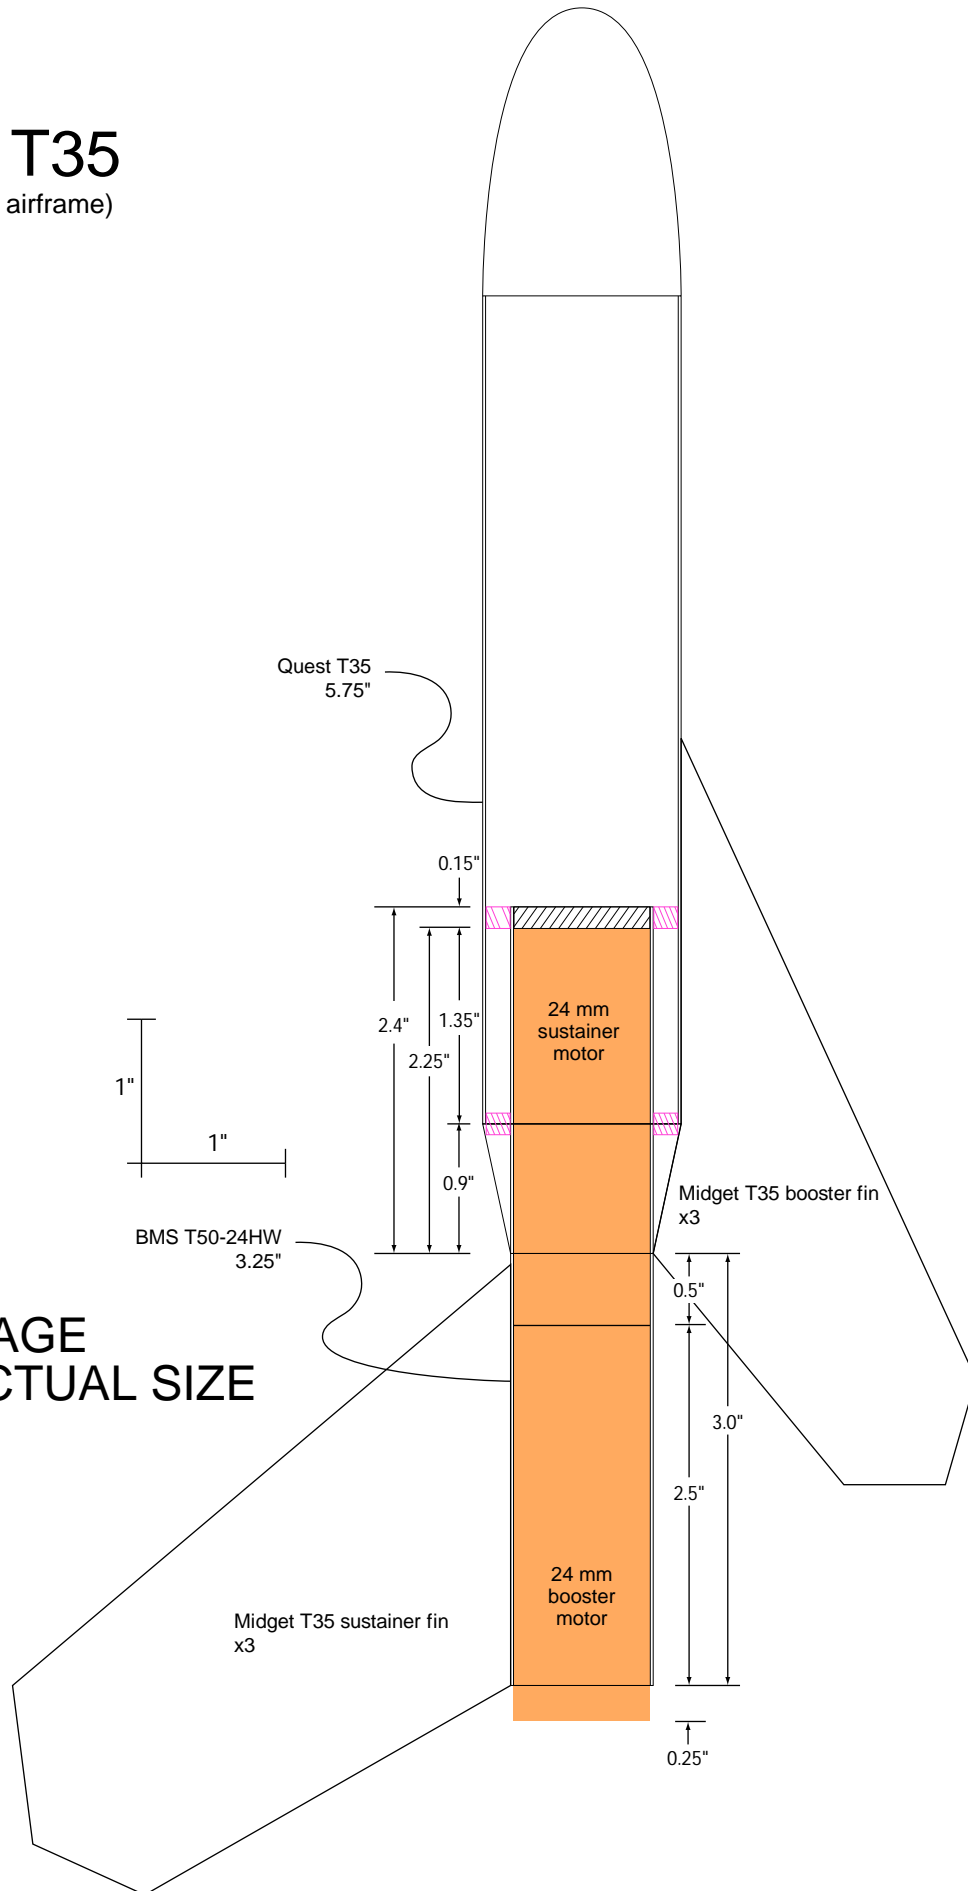 T35
airframe)
Quest T35
5.75"
0.15"
24 mm
sustainer
motor
2.4"
1.35"
2.25"
1"
1"
0.9"
Midget T35 booster fin
x3
BMS T50-24HW
3.25"
0.5"
AGE
CTUAL SIZE
3.0"
2.5"
24 mm
booster
motor
Midget T35 sustainer fin
x3
0.25"